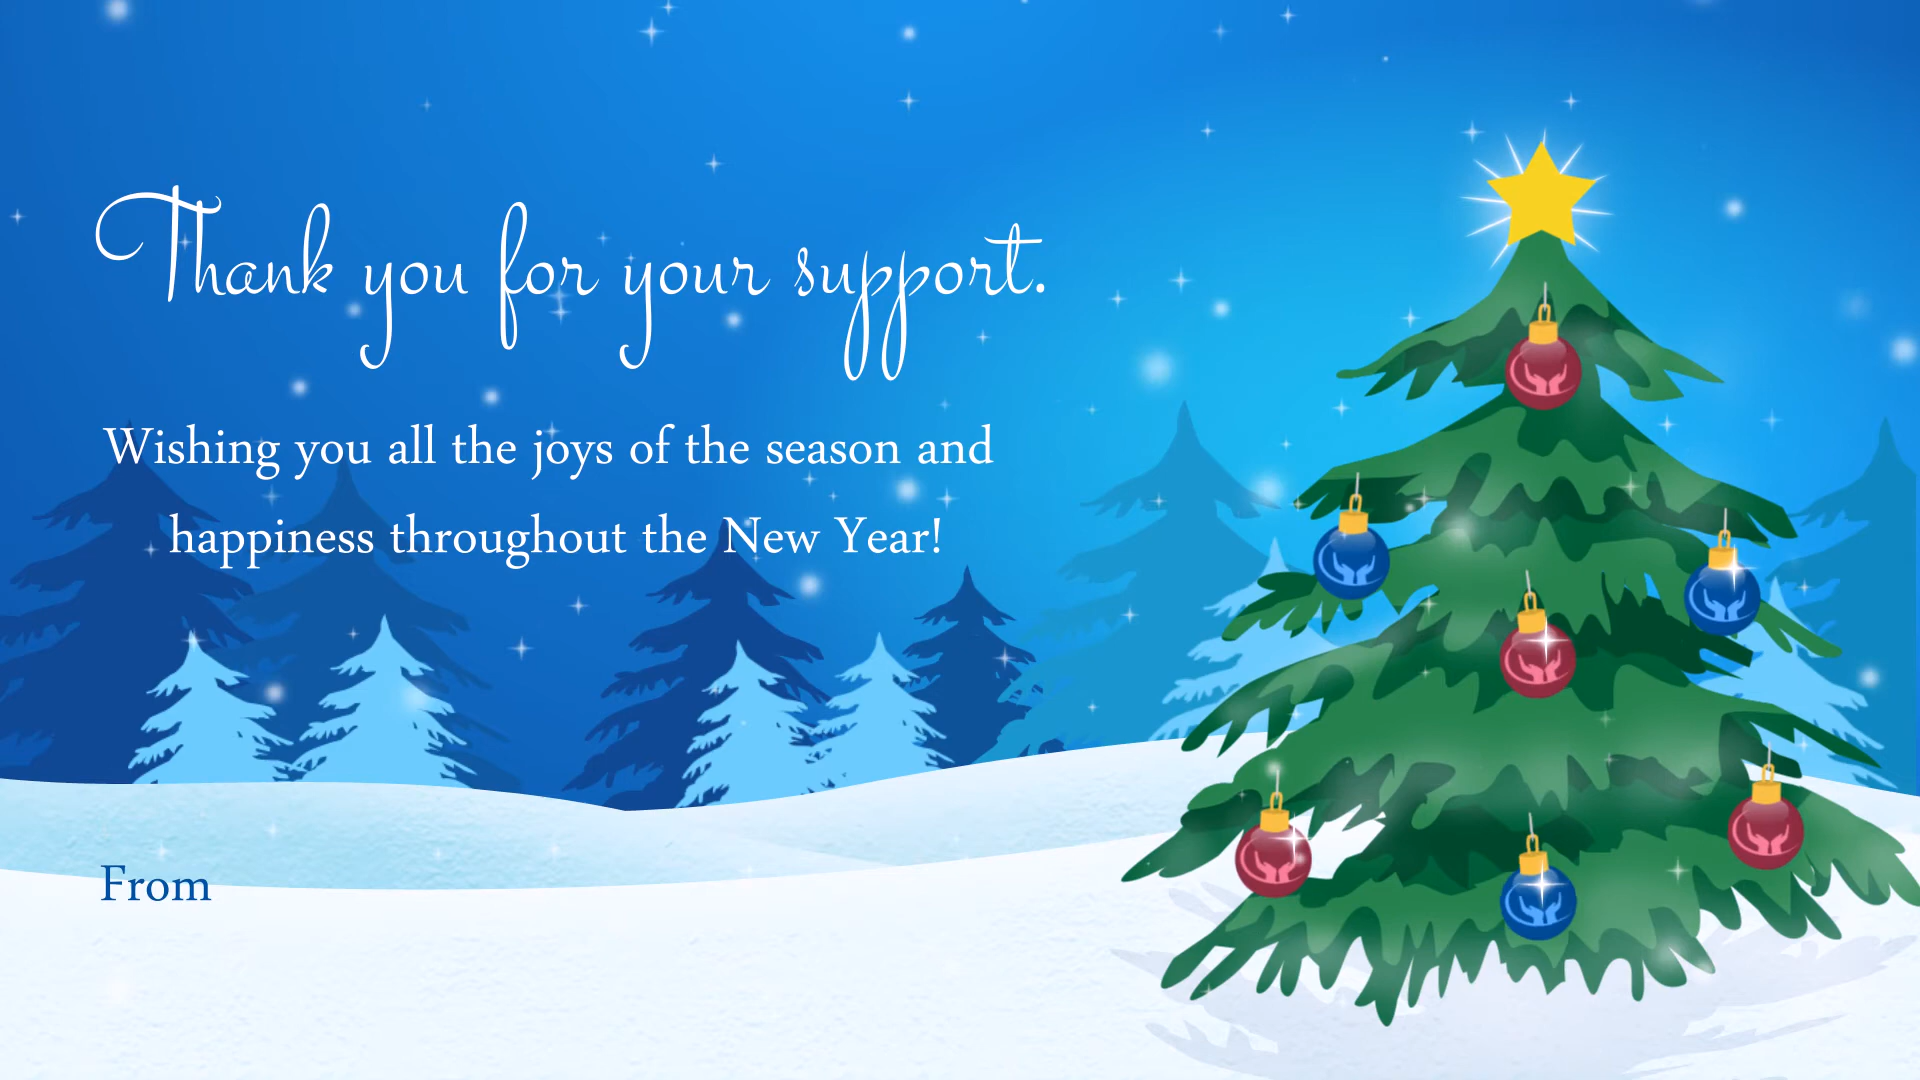 Thank you for your support.
Wishing you all the joys of the season and
happiness throughout the New Year!
From